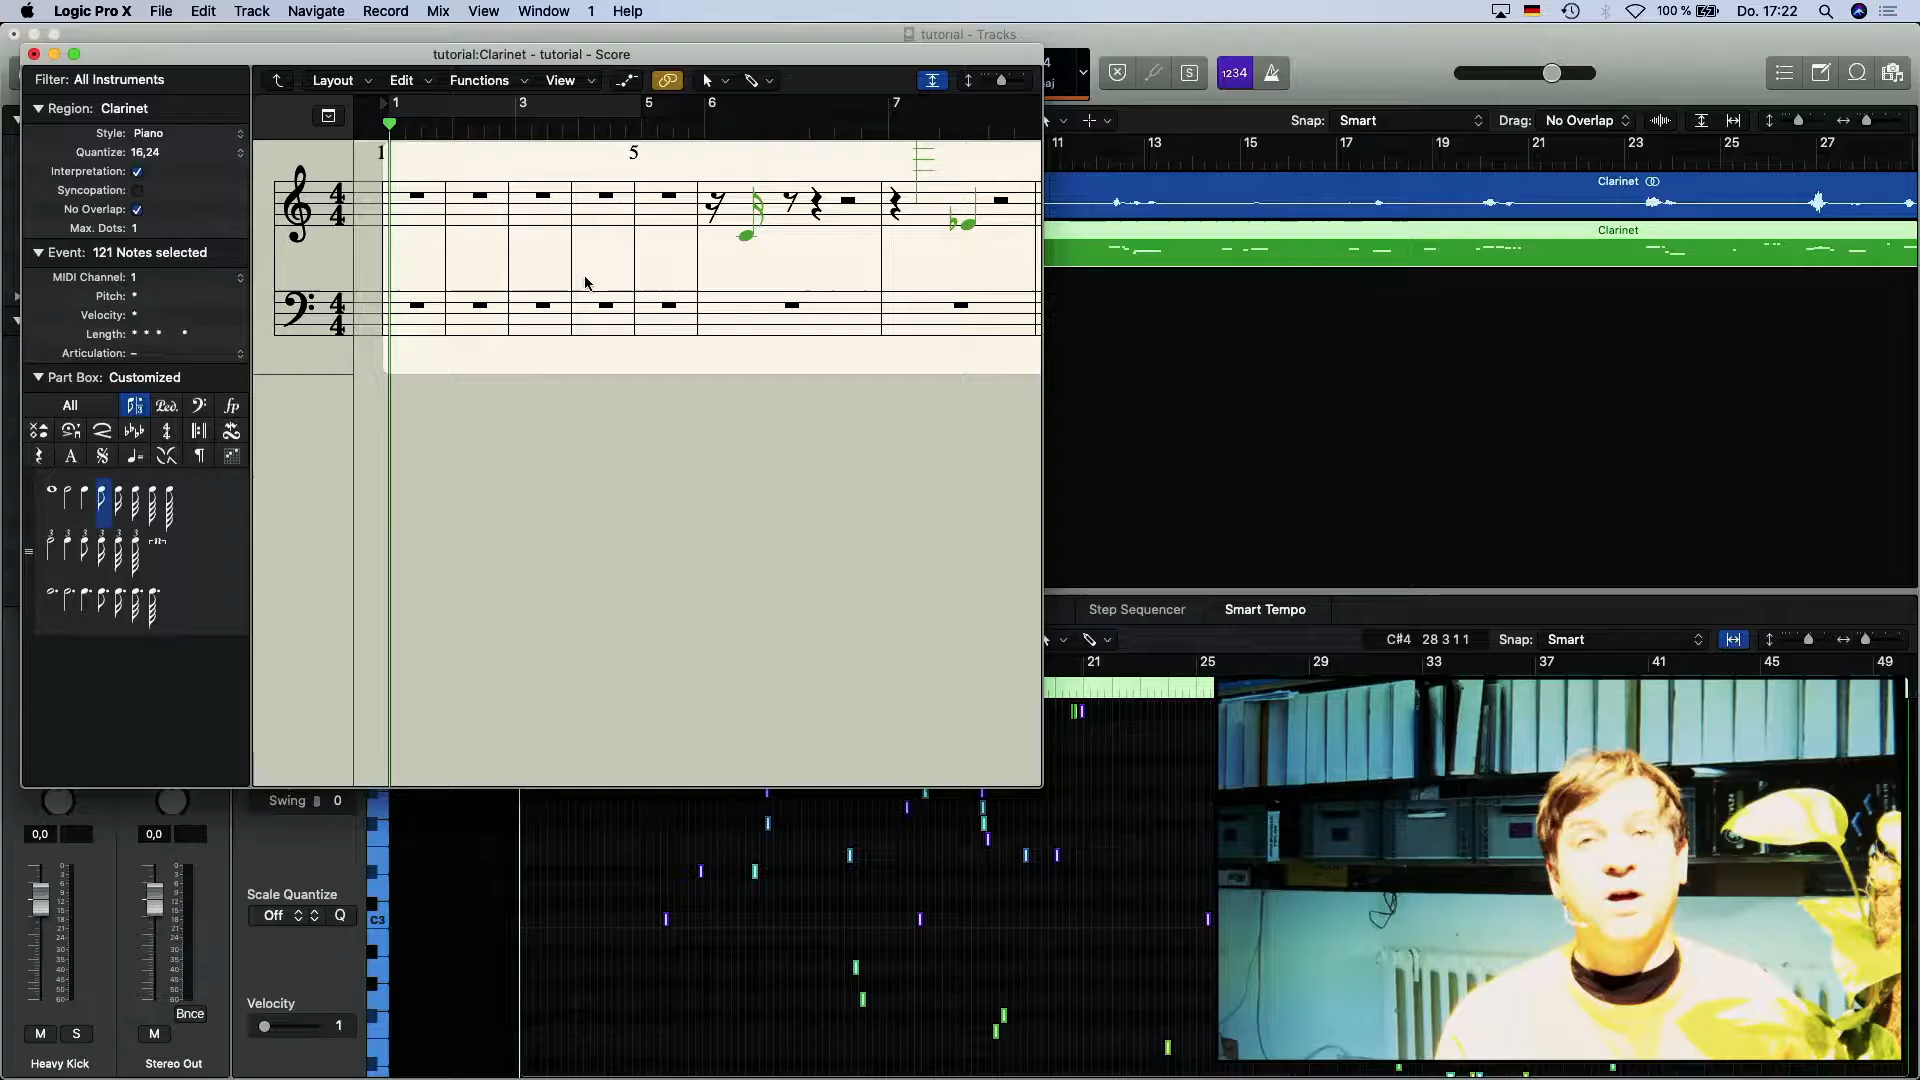 Logic Pro X File Edit Track Navigate Record Mix View Window 1 Help
100 % Do. 17:22
tutorial - Tracks
tutorial:Clarinet - tutorial - Score
Filter: All Instruments
Layout Edit Functions View
1234
Region: Clarinet
1 3 5 6 7
Snap: Smart Drag: No Overlap
Style: Piano
11 13 15 17 19 21 23 25 27
Quantize: 16,24
1 5
Interpretation:
Syncopation:
Clarinet
No Overlap:
Max. Dots: 1
Clarinet
Event: 121 Notes selected
MIDI Channel: 1
Pitch: *
Velocity: *
Length: * * * *
Articulation: –
Part Box: Customized
All
Step Sequencer Smart Tempo
C#4 28 3 1 1 Snap: Smart
21 25 29 33 37 41 45 49
Swing 0
0,0 0,0
Scale Quantize
Off Q
C3
Velocity
1
Bnce
M S M
Heavy Kick Stereo Out